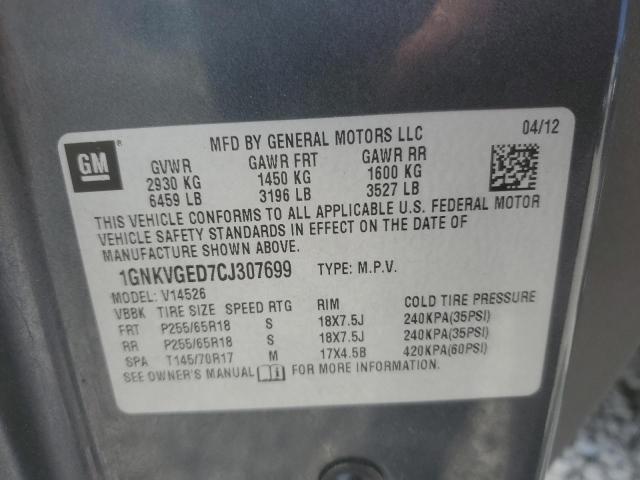 GM
MFD BY GENERAL MOTORS LLC
04/12
GVWR GAWR FRT GAWR RR
2930 KG 1450 KG 1600 KG
6459 LB 3196 LB 3527 LB
THIS VEHICLE CONFORMS TO ALL APPLICABLE U.S. FEDERAL MOTOR
VEHICLE SAFETY STANDARDS IN EFFECT ON THE DATE OF
MANUFACTURE SHOWN ABOVE.
1GNKVGED7CJ307699 TYPE: M.P.V.
MODEL: V14526
VBBK TIRE SIZE SPEED RTG RIM COLD TIRE PRESSURE
FRT P255/65R18 S 18X7.5J 240KPA(35PSI)
RR P255/65R18 S 18X7.5J 240KPA(35PSI)
SPA T145/70R17 M 17X4.5B 420KPA(60PSI)
SEE OWNER'S MANUAL FOR MORE INFORMATION.